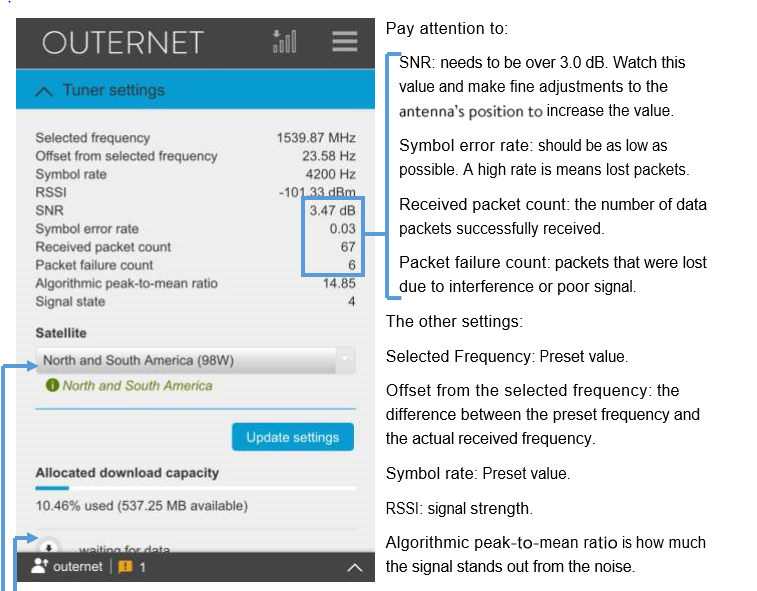 OUTERNET
Tuner settings
Selected frequency 1539.87 MHz
Offset from selected frequency 23.58 Hz
Symbol rate 4200 Hz
RSSI -101.33 dBm
SNR 3.47 dB
Symbol error rate 0.03
Received packet count 67
Packet failure count 6
Algorithmic peak-to-mean ratio 14.85
Signal state 4
Satellite
North and South America (98W)
North and South America
Update settings
Allocated download capacity
10.46% used (537.25 MB available)
waiting for data
outernet 1
Pay attention to:
SNR: needs to be over 3.0 dB. Watch this
value and make fine adjustments to the
antenna's position to increase the value.
Symbol error rate: should be as low as
possible. A high rate is means lost packets.
Received packet count: the number of data
packets successfully received.
Packet failure count: packets that were lost
due to interference or poor signal.
The other settings:
Selected Frequency: Preset value.
Offset from the selected frequency: the
difference between the preset frequency and
the actual received frequency.
Symbol rate: Preset value.
RSSI: signal strength.
Algorithmic peak-to-mean ratio is how much
the signal stands out from the noise.